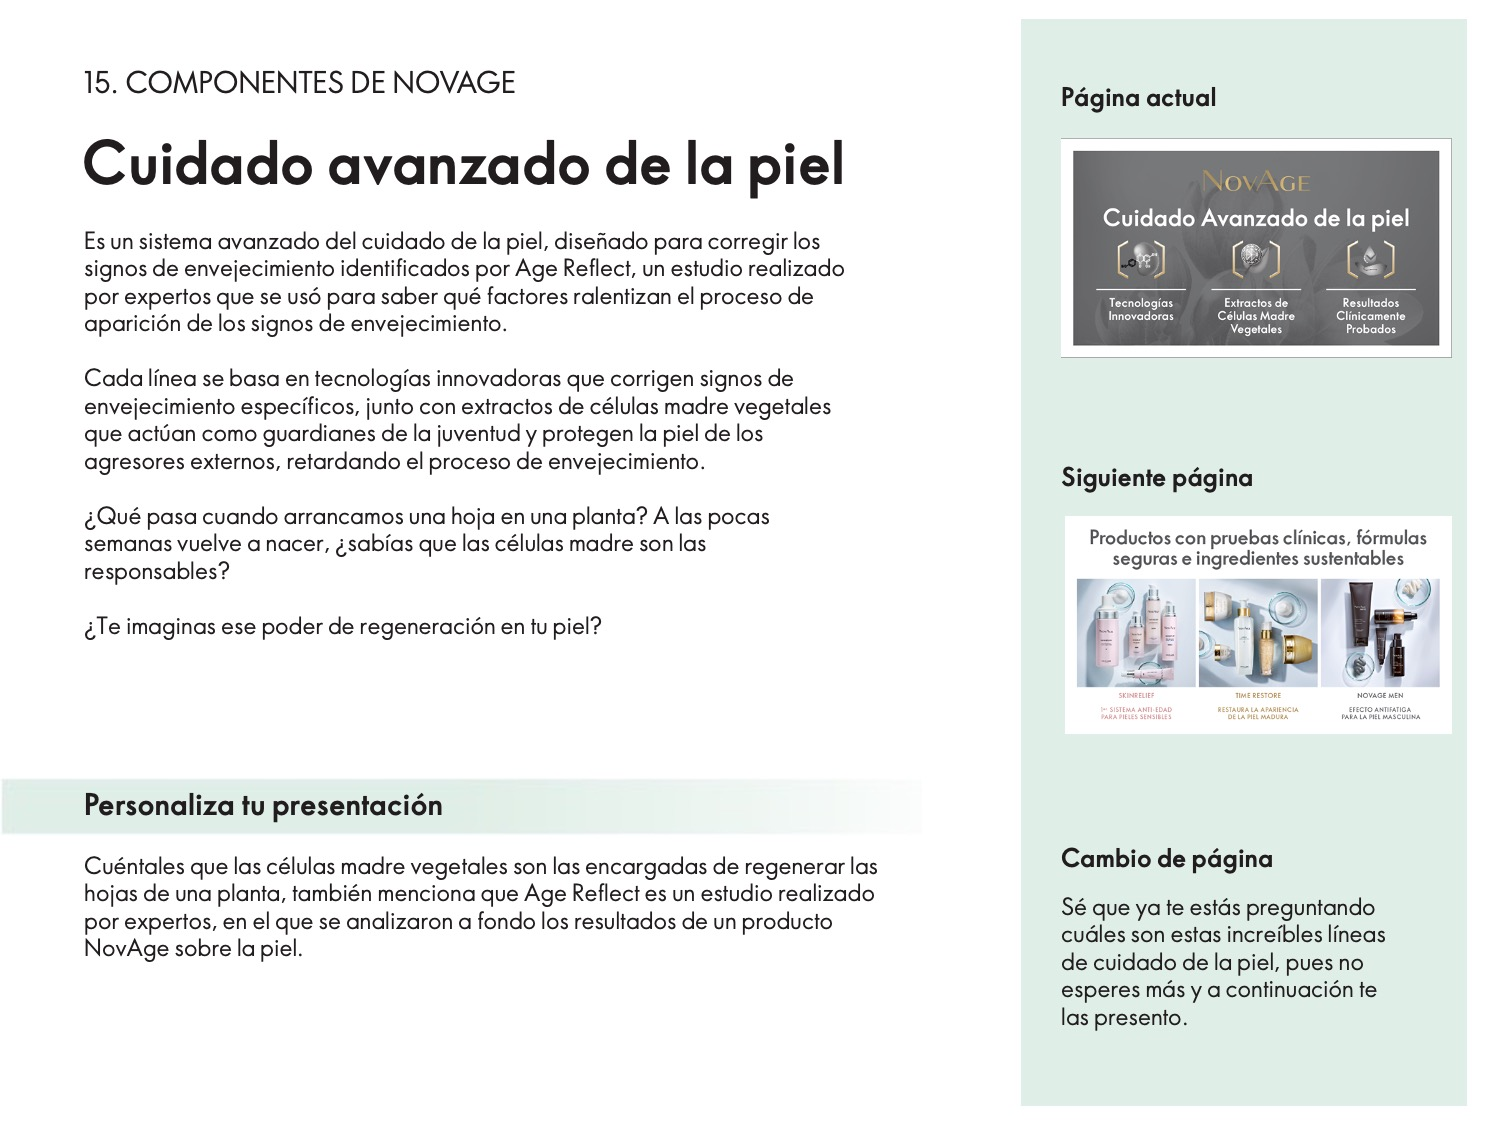 15. COMPONENTES DE NOVAGE
Cuidado avanzado de la piel
Es un sistema avanzado del cuidado de la piel, diseñado para corregir los
signos de envejecimiento identificados por Age Reflect, un estudio realizado
por expertos que se usó para saber qué factores ralentizan el proceso de
aparición de los signos de envejecimiento.
Cada línea se basa en tecnologías innovadoras que corrigen signos de
envejecimiento específicos, junto con extractos de células madre vegetales
que actúan como guardianes de la juventud y protegen la piel de los
agresores externos, retardando el proceso de envejecimiento.
¿Qué pasa cuando arrancamos una hoja en una planta? A las pocas
semanas vuelve a nacer, ¿sabías que las células madre son las
responsables?
¿Te imaginas ese poder de regeneración en tu piel?
Personaliza tu presentación
Cuéntales que las células madre vegetales son las encargadas de regenerar las
hojas de una planta, también menciona que Age Reflect es un estudio realizado
por expertos, en el que se analizaron a fondo los resultados de un producto
NovAge sobre la piel.
Página actual
NOVAGE
Cuidado Avanzado de la piel
Tecnologías
Innovadoras
Extractos de
Células Madre
Vegetales
Resultados
Clínicamente
Probados
Siguiente página
Productos con pruebas clínicas, fórmulas
seguras e ingredientes sustentables
SKINRELIEF
SISTEMA ANTI-EDAD
PARA PIELES SENSIBLES
TIME RESTORE
RESTAURA LA APARIENCIA
DE LA PIEL MADURA
NOVAGE MEN
EFECTO ANTIFATIGA
PARA LA PIEL MASCULINA
Cambio de página
Sé que ya te estás preguntando
cuáles son estas increíbles líneas
de cuidado de la piel, pues no
esperes más y a continuación te
las presento.